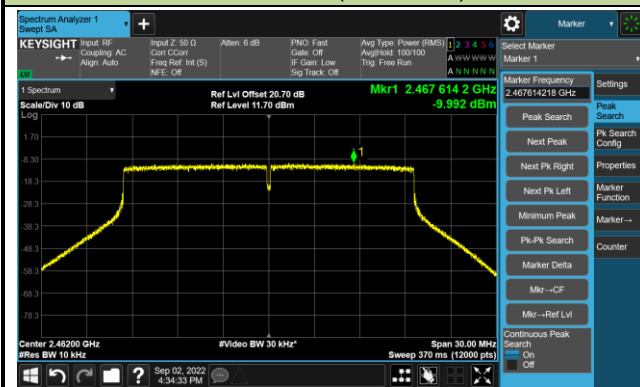 Spectrum Analyzer 1
Swept SA
Marker
KEYSIGHT
Input: RF
Coupling: AC
Align: Auto
Input Z: 50 Ω
Corr CCorr
Freq Ref: Int (S)
NFE: Off
Atten: 6 dB
PNO: Fast
Gate: Off
IF Gain: Low
Sig Track: Off
Avg Type: Power (RMS)
Avg|Hold: 100/100
Trig: Free Run
1 2 3 4 5 6
A W W W W W
A N N N N N
Select Marker
Marker 1
1 Spectrum
Scale/Div 10 dB
Log
Ref Lvl Offset 20.70 dB
Ref Level 11.70 dBm
Mkr1 2.467 614 2 GHz
-9.992 dBm
1.70
-8.30
-18.3
-28.3
-38.3
-48.3
-58.3
-68.3
-78.3
1
Center 2.46200 GHz
#Res BW 10 kHz
#Video BW 30 kHz*
Span 30.00 MHz
Sweep 370 ms (12000 pts)
Marker Frequency
2.467614218 GHz
Peak Search
Next Peak
Next Pk Right
Next Pk Left
Minimum Peak
Pk-Pk Search
Marker Delta
Mkr→CF
Mkr→Ref Lvl
Continuous Peak
Search
On
Off
Settings
Peak
Search
Pk Search
Config
Properties
Marker
Function
Marker→
Counter
Sep 02, 2022
4:34:33 PM